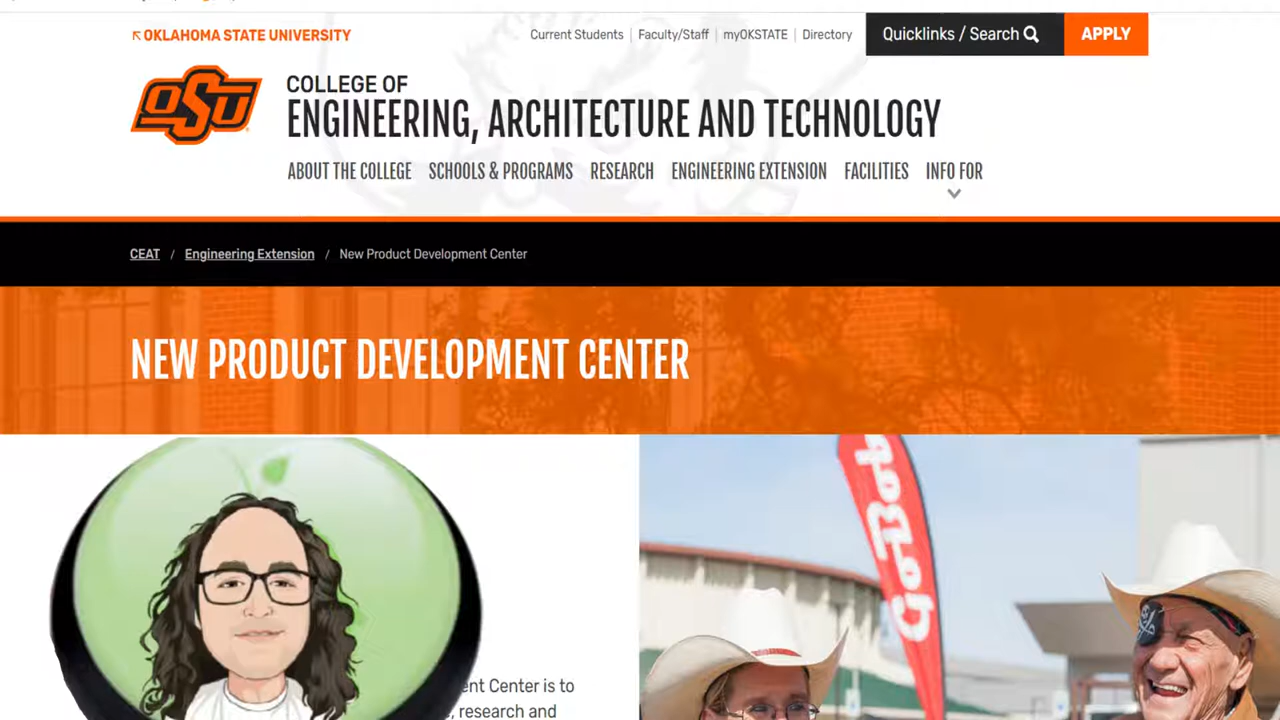 OKLAHOMA STATE UNIVERSITY
Current Students
Faculty/Staff
myOKSTATE
Directory
Quicklinks / Search
APPLY
OSU
COLLEGE OF
ENGINEERING, ARCHITECTURE AND TECHNOLOGY
ABOUT THE COLLEGE
SCHOOLS & PROGRAMS
RESEARCH
ENGINEERING EXTENSION
FACILITIES
INFO FOR
CEAT / Engineering Extension / New Product Development Center
NEW PRODUCT DEVELOPMENT CENTER
GoBob
Center is to
research and